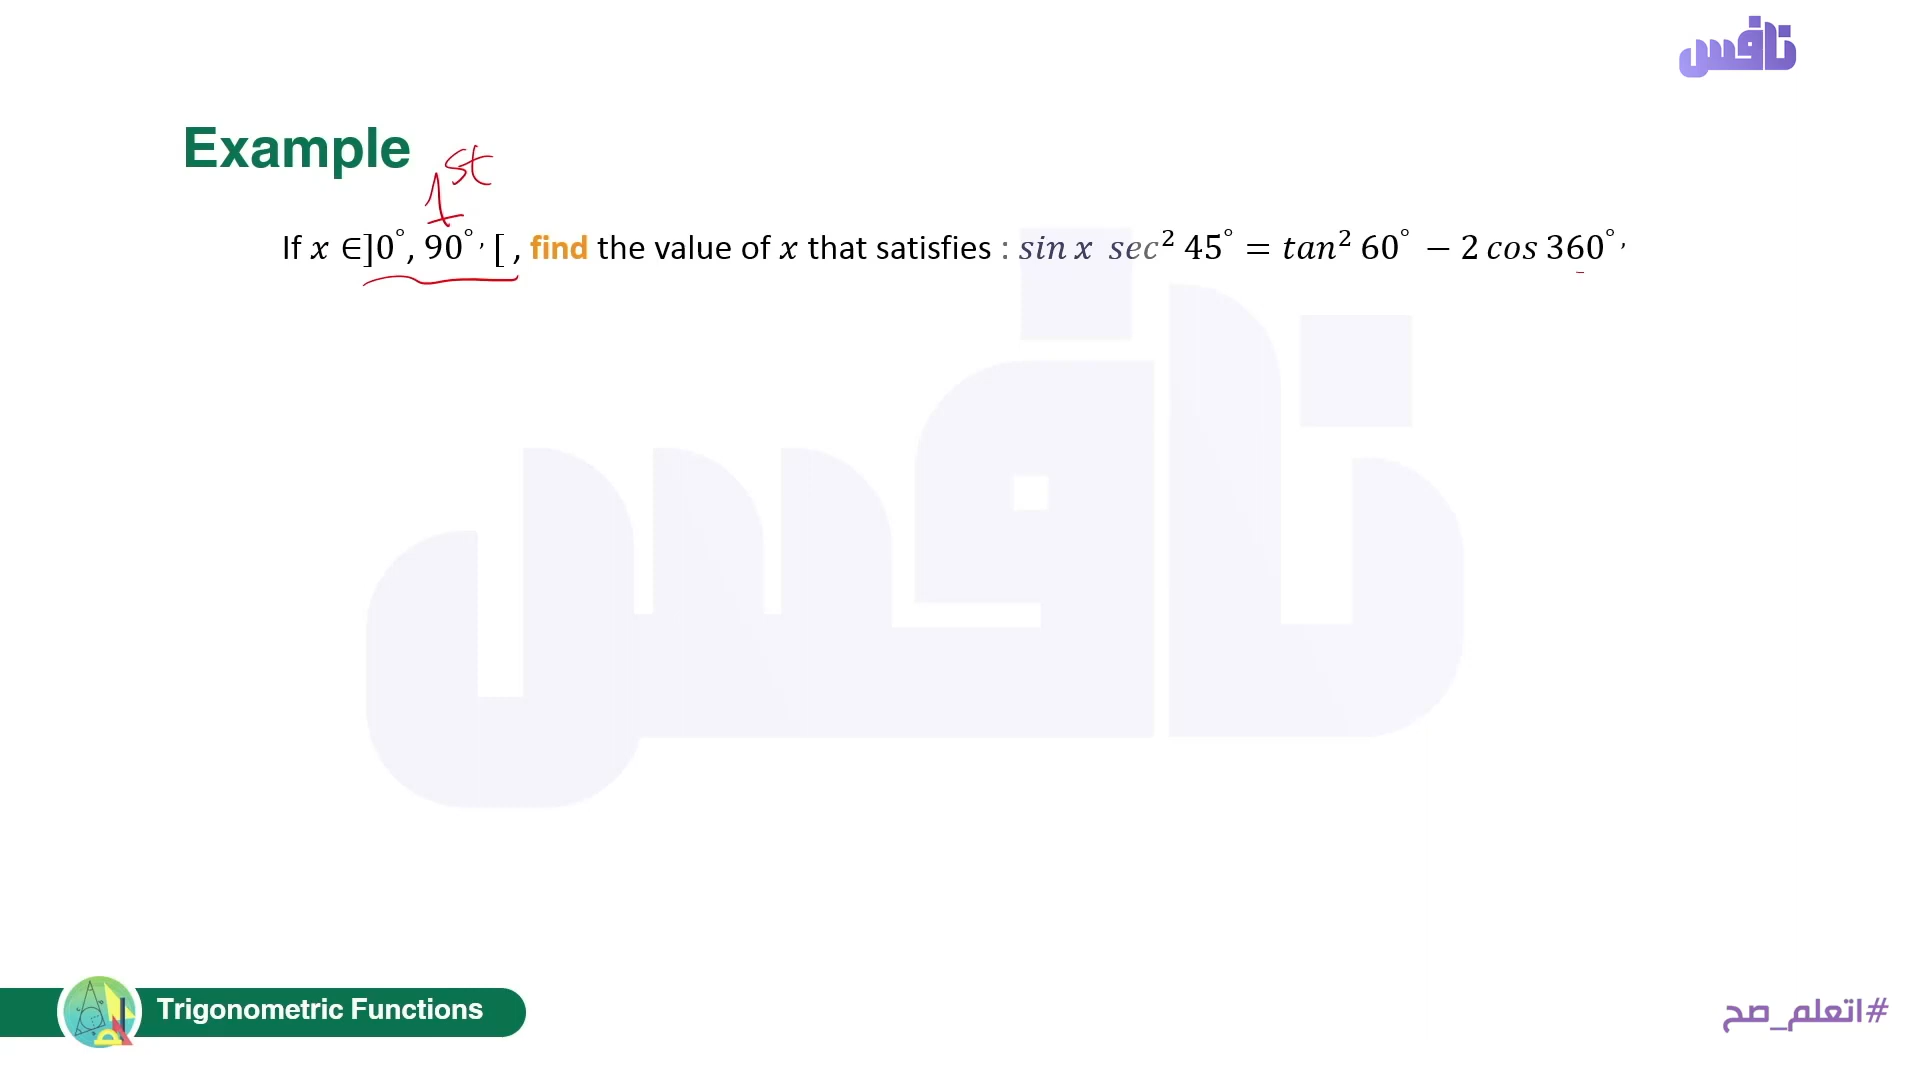 نافس
Example
1st
If x ∈]0°, 90°′ [ , find the value of x that satisfies : sin x sec² 45° = tan² 60° − 2 cos 360°′
نافس
Trigonometric Functions
#اتعلم_صح